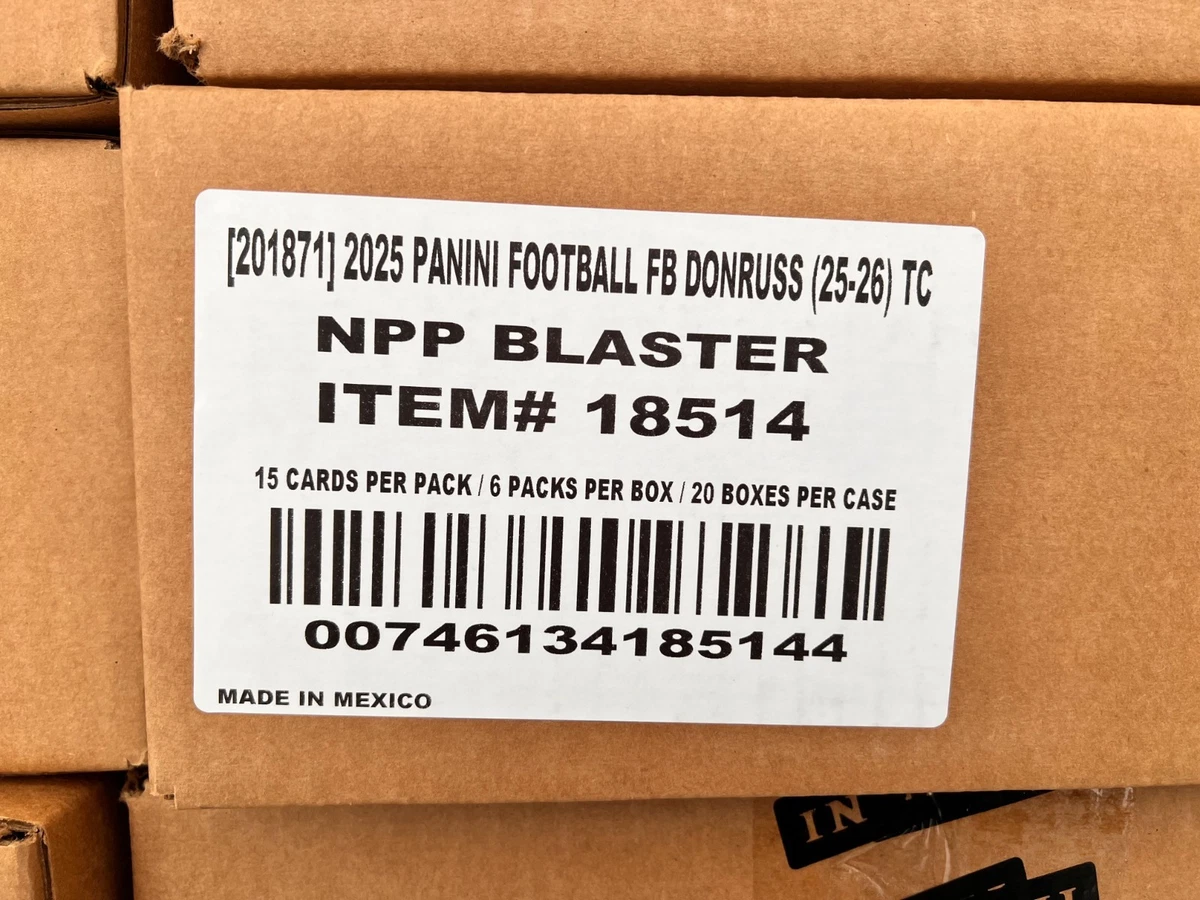 [201871] 2025 PANINI FOOTBALL FB DONRUSS (25-26) TC
NPP BLASTER
ITEM# 18514
15 CARDS PER PACK / 6 PACKS PER BOX / 20 BOXES PER CASE
00746134185144
MADE IN MEXICO
IN